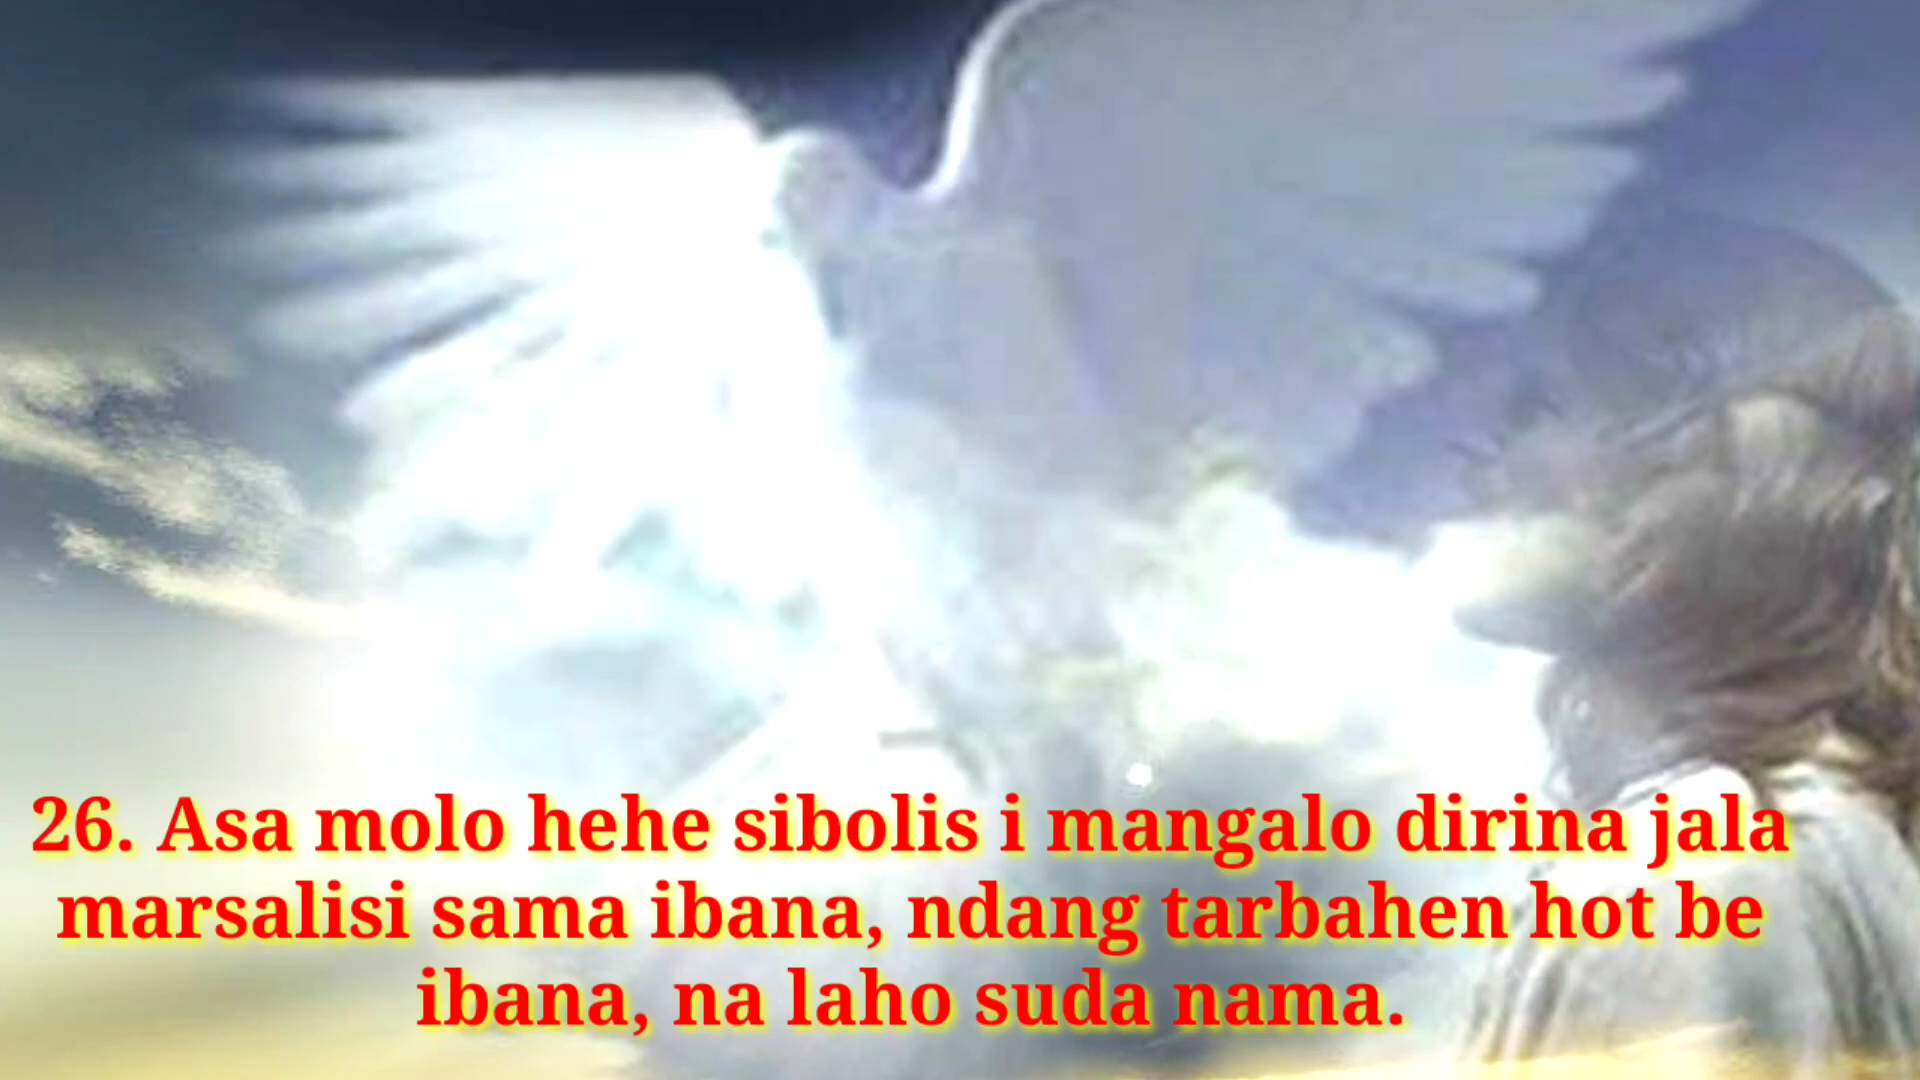 26. Asa molo hehe sibolis i mangalo dirina jala
marsalisi sama ibana, ndang tarbahen hot be
ibana, na laho suda nama.